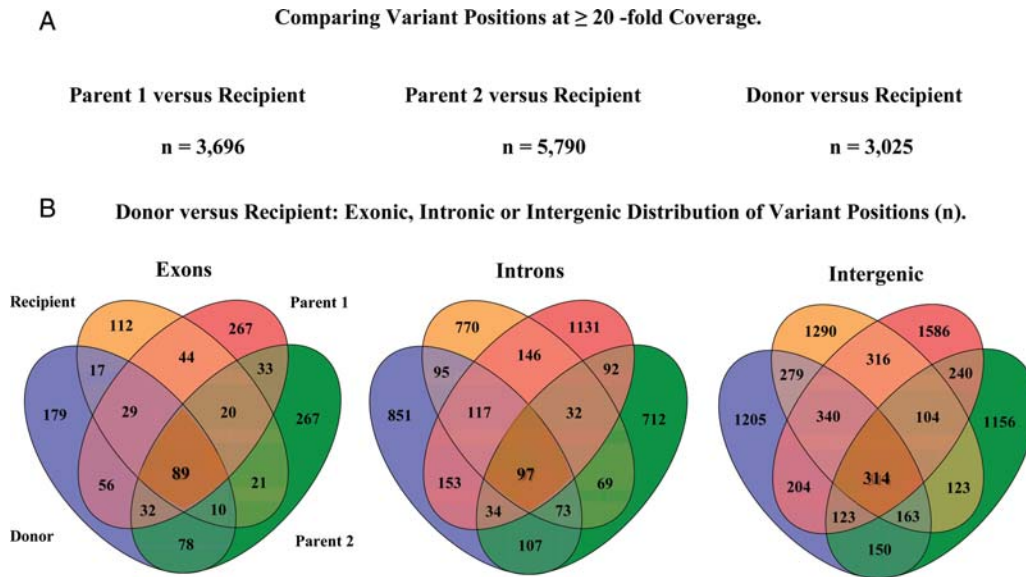 A
Comparing Variant Positions at ≥ 20 -fold Coverage.
Parent 1 versus Recipient
Parent 2 versus Recipient
Donor versus Recipient
n = 3,696
n = 5,790
n = 3,025
B
Donor versus Recipient: Exonic, Intronic or Intergenic Distribution of Variant Positions (n).
Exons
Introns
Intergenic
Recipient
Parent 1
112
267
44
17
33
179
29
20
267
89
56
21
32
10
78
Donor
Parent 2
770
1131
146
95
92
851
117
32
712
97
153
69
34
73
107
1290
1586
316
279
240
1205
340
104
1156
314
204
123
123
163
150